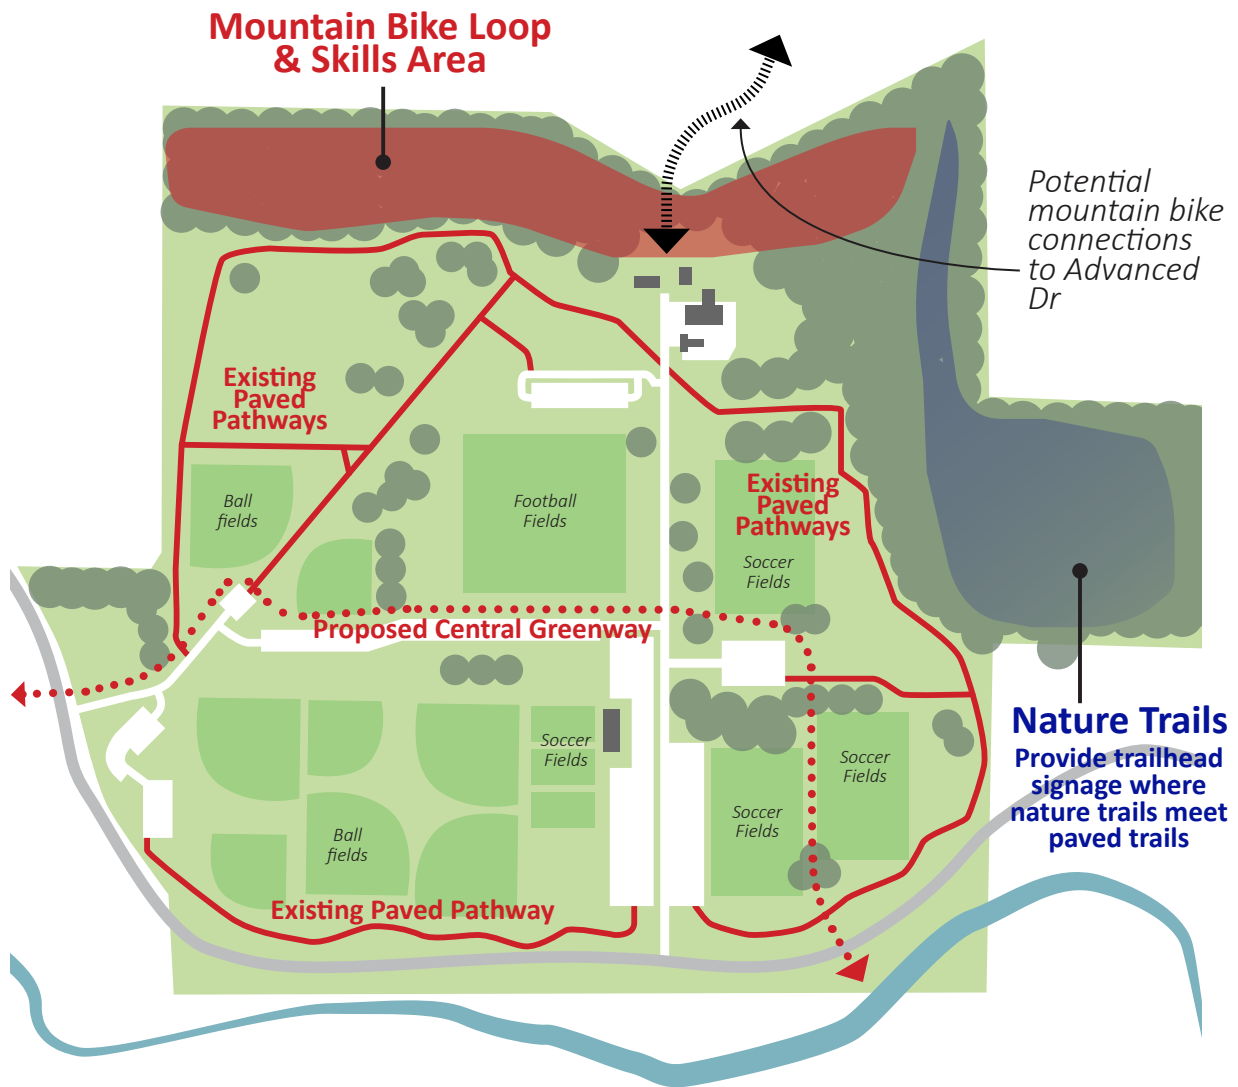 Mountain Bike Loop
& Skills Area
Potential
mountain bike
connections
to Advanced
Dr
Existing
Paved
Pathways
Ball
fields
Football
Fields
Existing
Paved
Pathways
Soccer
Fields
Proposed Central Greenway
Soccer
Fields
Soccer
Fields
Soccer
Fields
Ball
fields
Existing Paved Pathway
Nature Trails
Provide trailhead
signage where
nature trails meet
paved trails